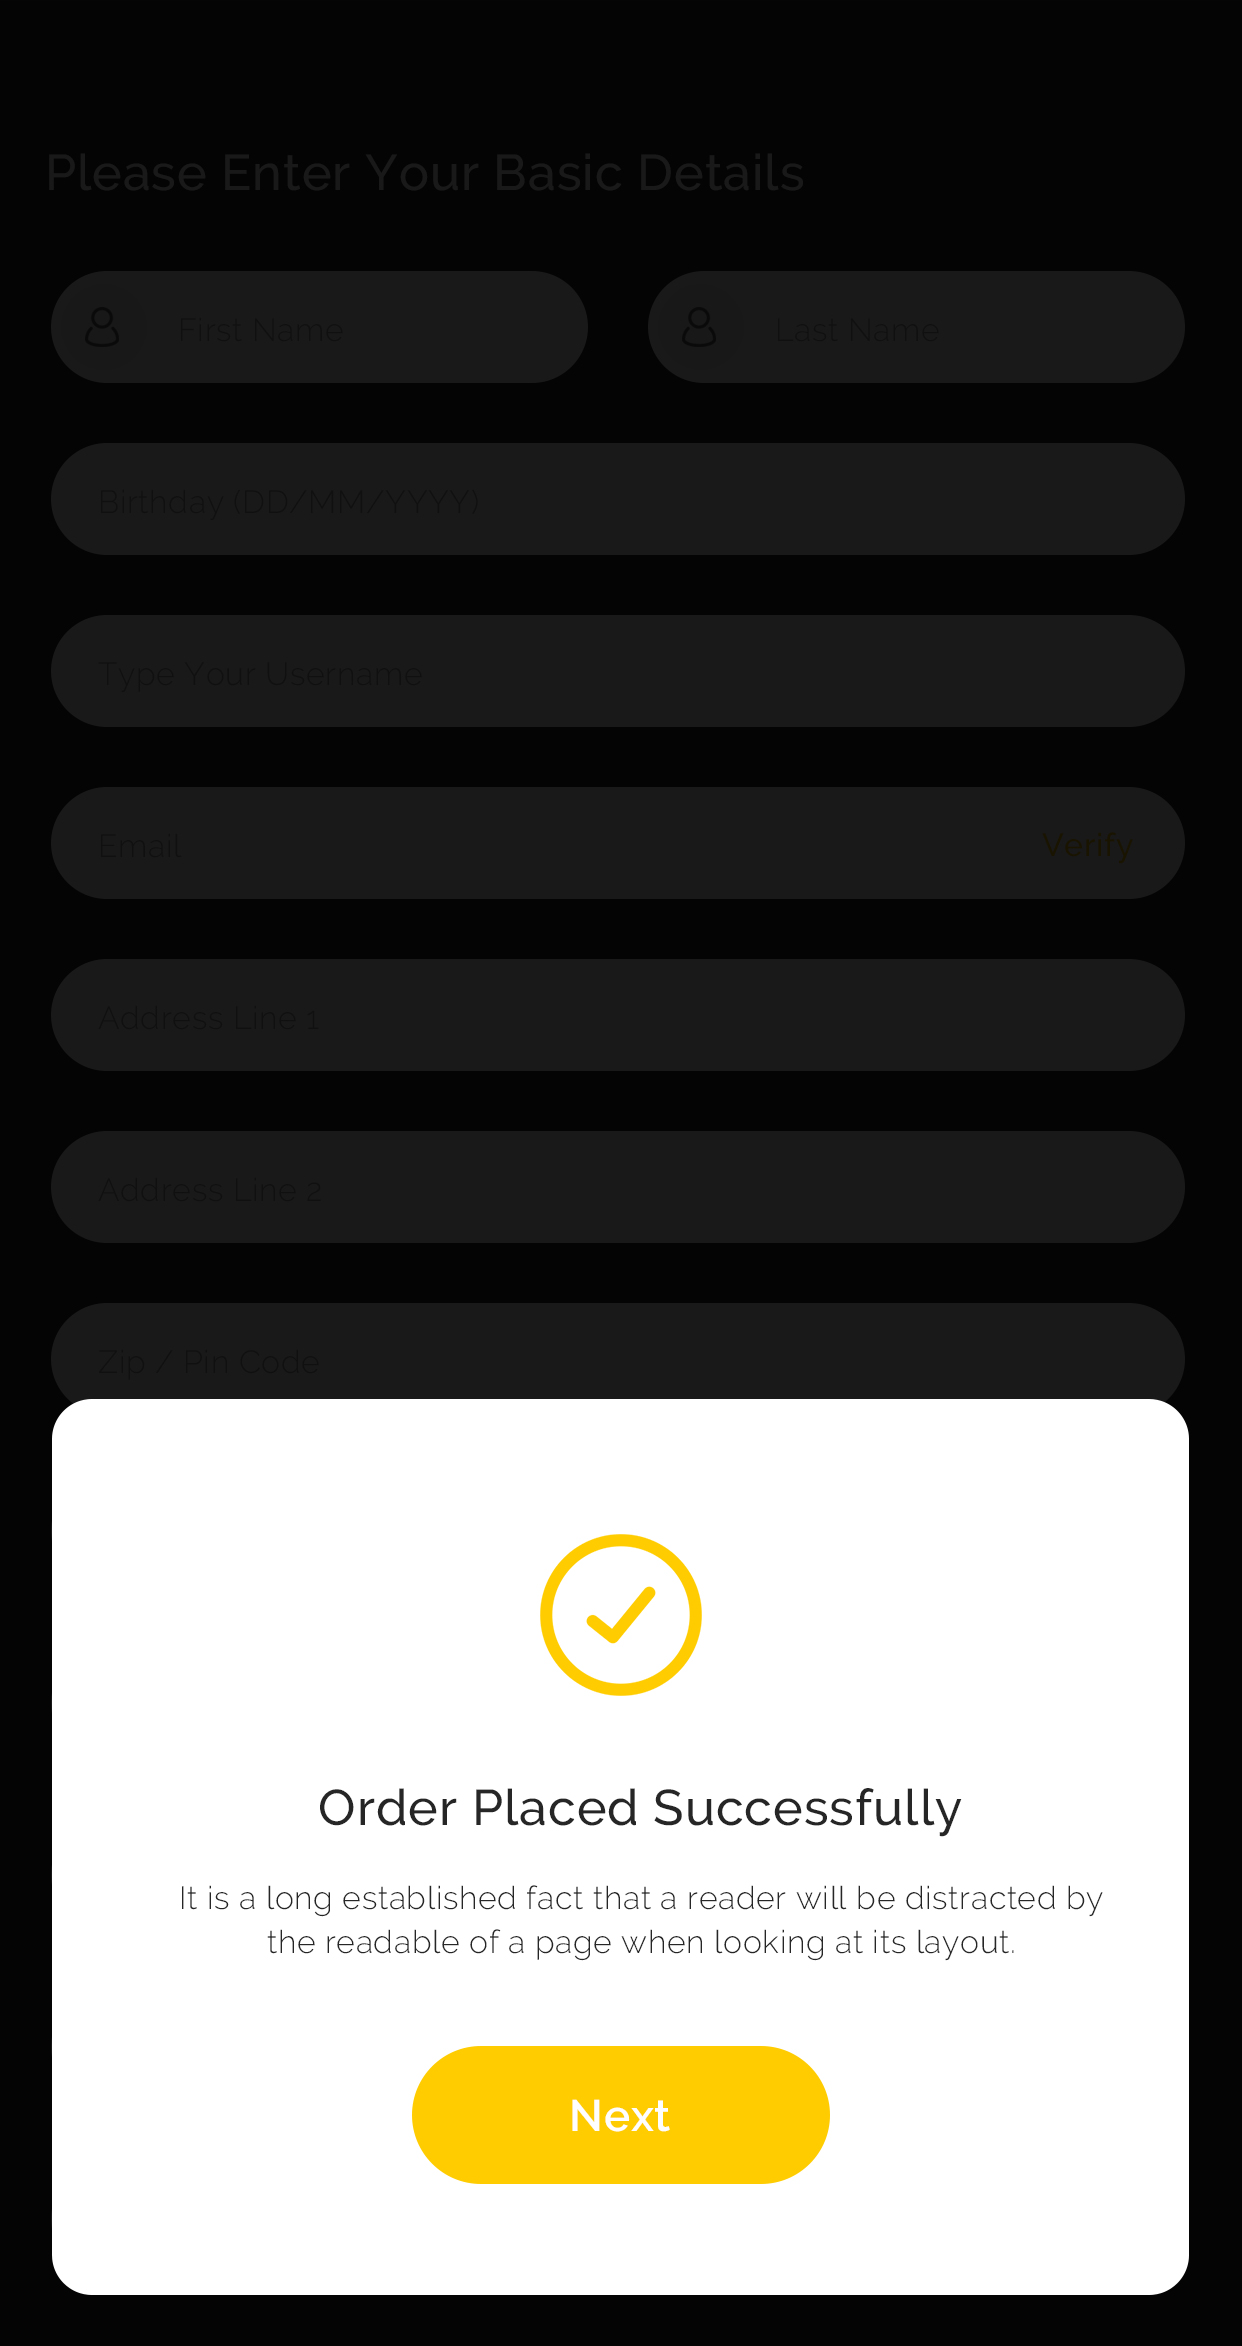 Please Enter Your Basic Details
First Name
Last Name
Birthday (DD/MM/YYYY)
Type Your Username
Email
Verify
Address Line 1
Address Line 2
Zip / Pin Code
Order Placed Successfully
It is a long established fact that a reader will be distracted by
the readable of a page when looking at its layout.
Next